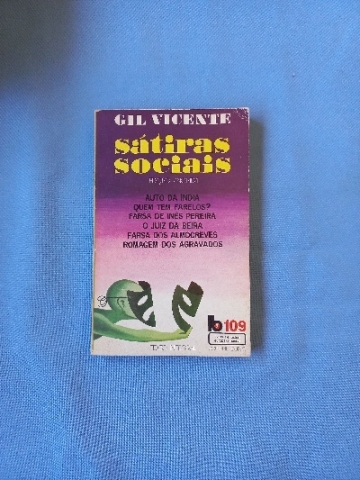 GIL VICENTE
sátiras
sociais
AUTO DA ÍNDIA
QUEM TEM FARELOS?
FARSA DE INÊS PEREIRA
O JUIZ DA BEIRA
FARSA DOS ALMOCREVES
ROMAGEM DOS AGRAVADOS
109